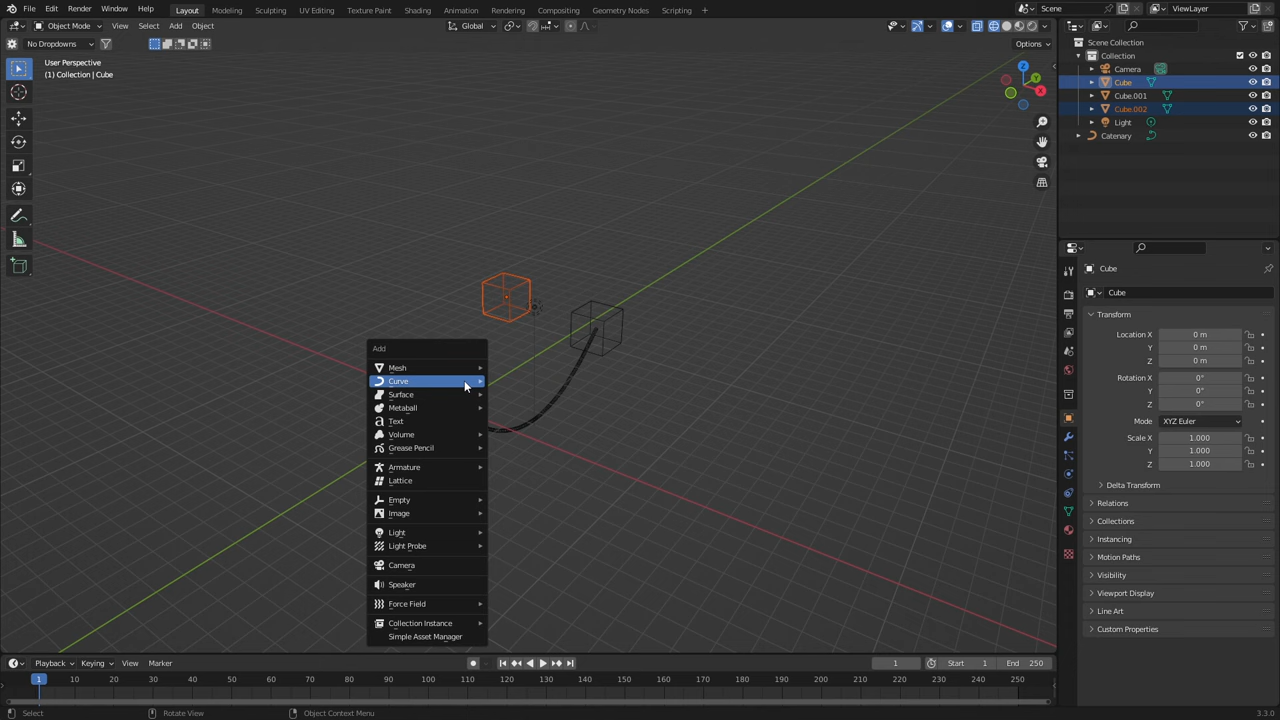 File Edit Render Window Help Layout Modeling Sculpting UV Editing Texture Paint Shading Animation Rendering Compositing Geometry Nodes Scripting + Scene ViewLayer
Object Mode View Select Add Object Global
No Dropdowns Options
User Perspective
(1) Collection | Cube
X
Y
Z
Scene Collection
Collection
Camera
Cube
Cube.001
Cube.002
Light
Catenary
Add
Mesh
Curve
Surface
Metaball
Text
Volume
Grease Pencil
Armature
Lattice
Empty
Image
Light
Light Probe
Camera
Speaker
Force Field
Collection Instance
Simple Asset Manager
Cube
Cube
Transform
Location X 0 m
Y 0 m
Z 0 m
Rotation X 0°
Y 0°
Z 0°
Mode XYZ Euler
Scale X 1.000
Y 1.000
Z 1.000
Delta Transform
Relations
Collections
Instancing
Motion Paths
Visibility
Viewport Display
Line Art
Custom Properties
Playback Keying View Marker 1 Start 1 End 250
1 10 20 30 40 50 60 70 80 90 100 110 120 130 140 150 160 170 180 190 200 210 220 230 240 250
Select Rotate View Object Context Menu 3.3.0